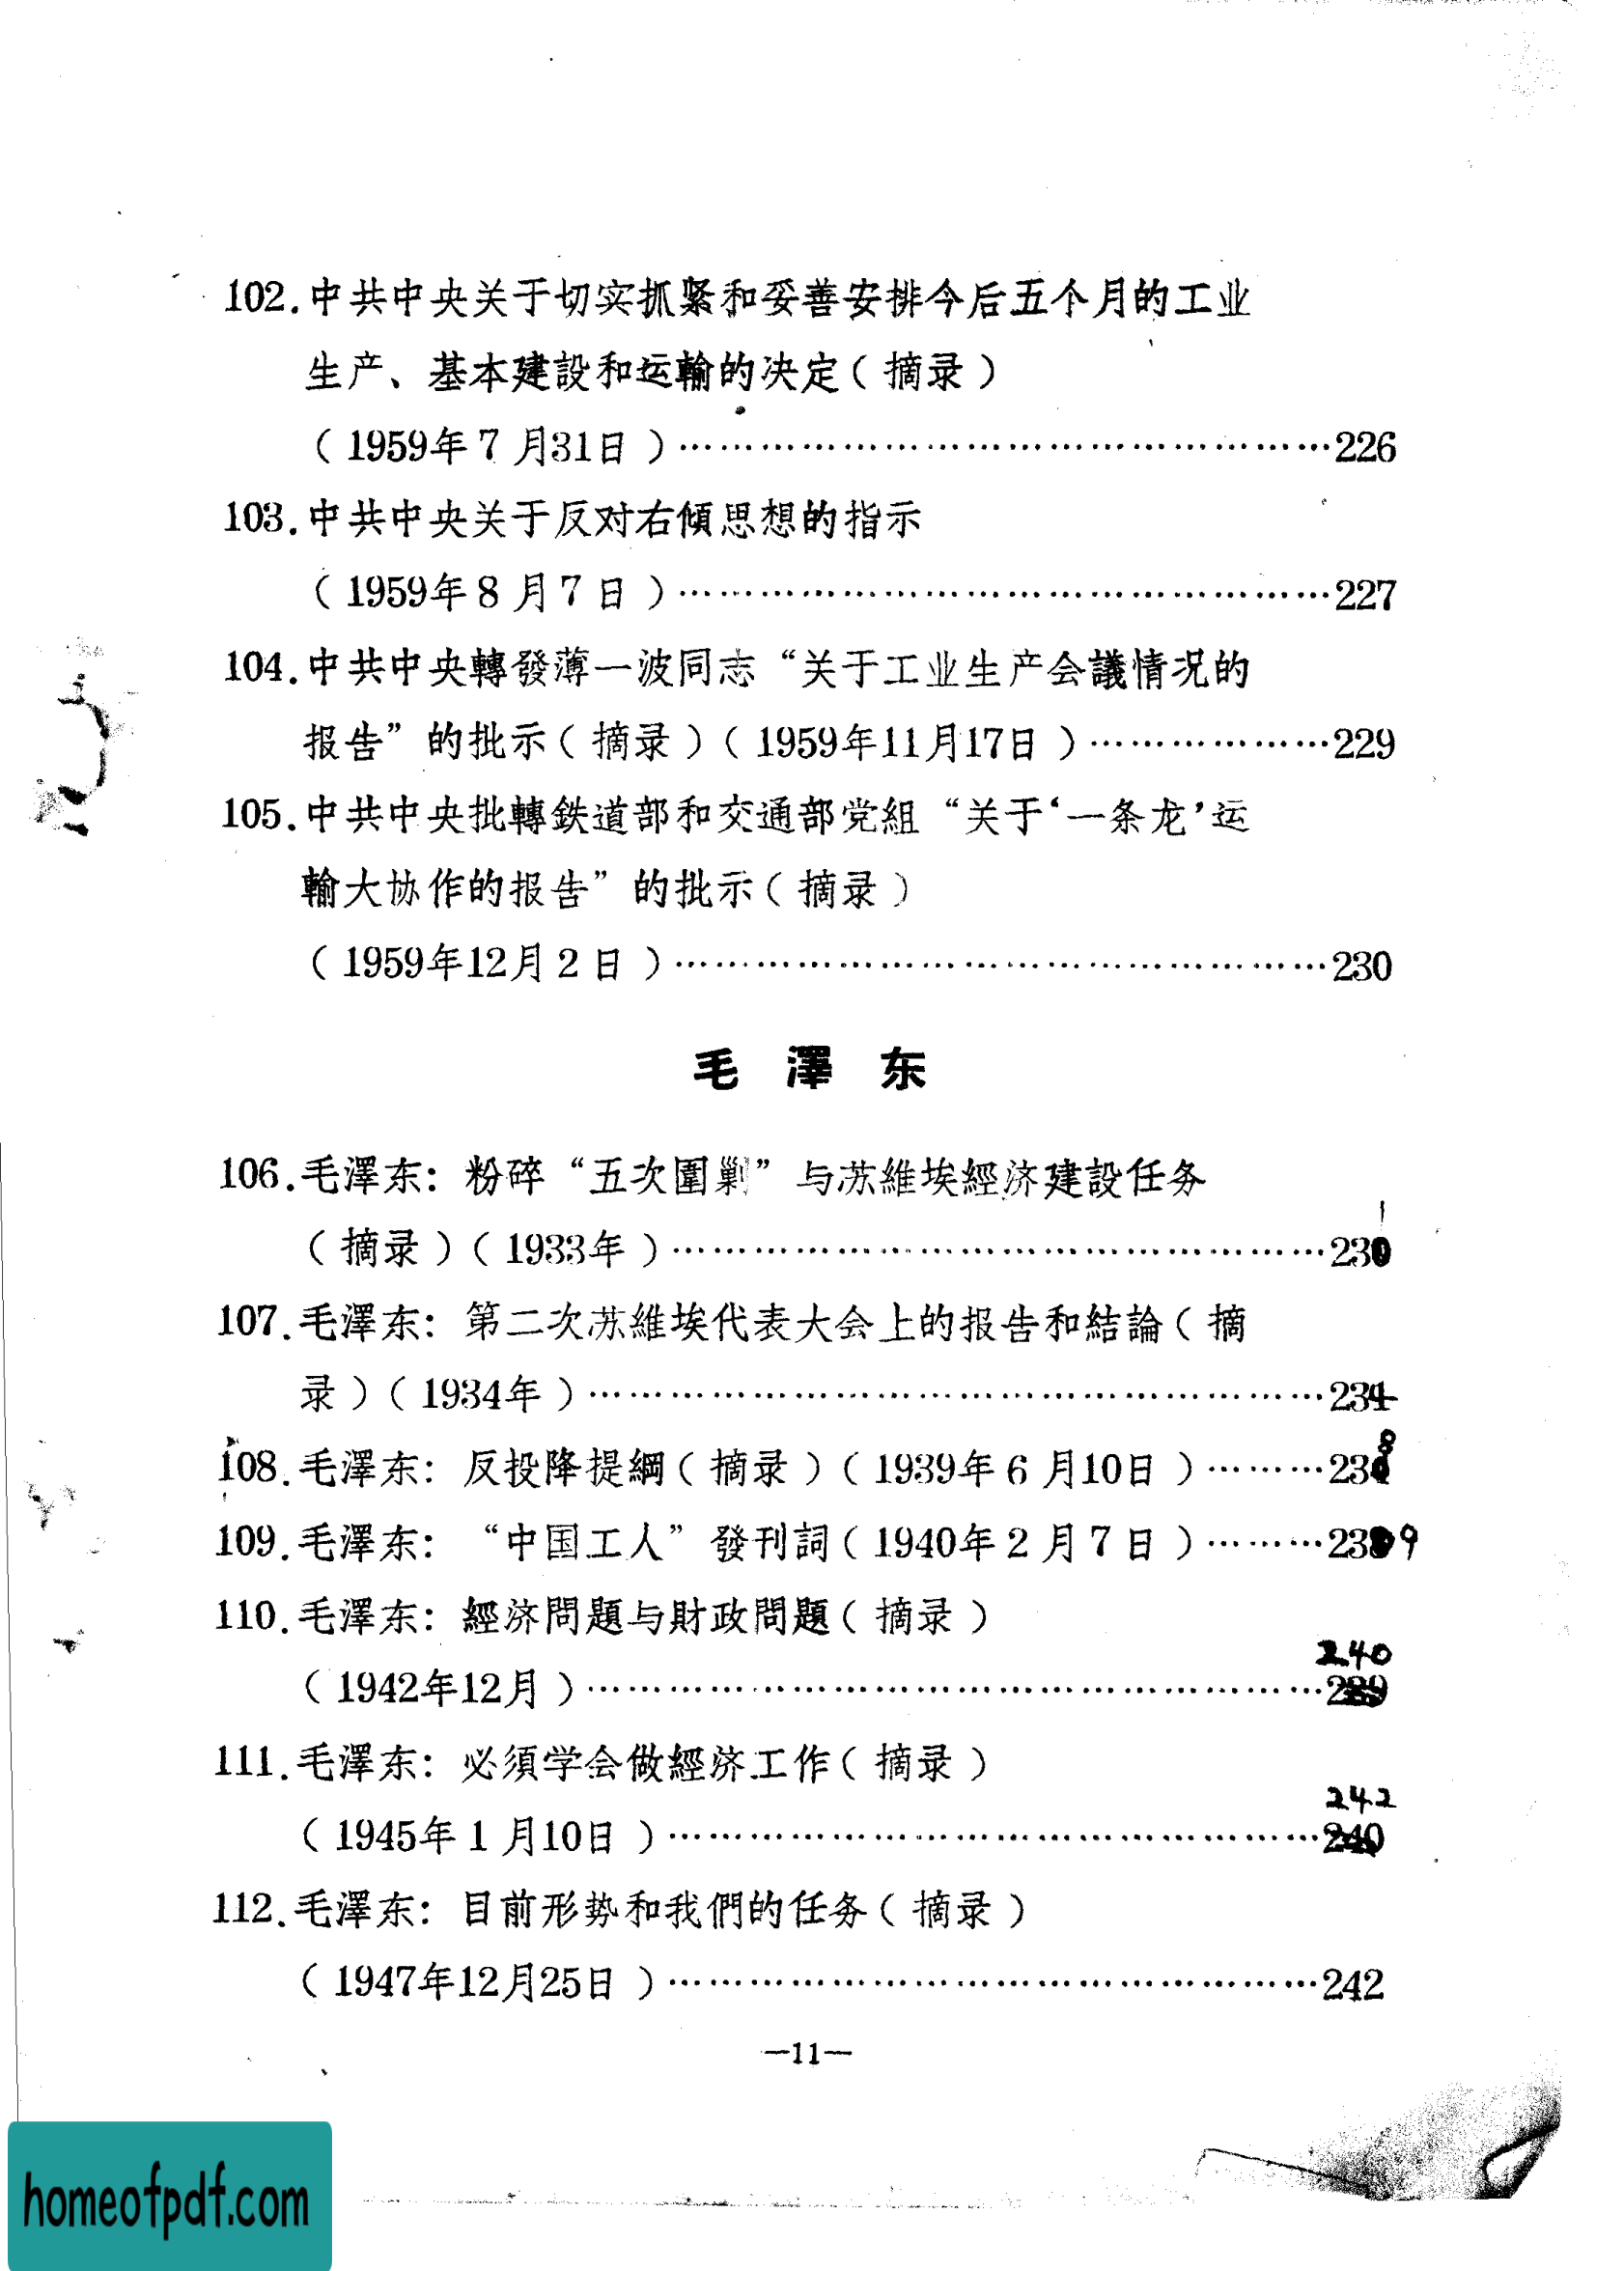 102.中共中央关于切实抓緊和妥善安排今后五个月的工业
生产、基本建設和运輸的决定(摘录)
(1959年7月31日)……………………………………………226
103.中共中央关于反对右傾思想的指示
(1959年8月7日)……………………………………………227
104.中共中央轉發薄一波同志“关于工业生产会議情况的
报告”的批示(摘录)(1959年11月17日)………………229
105.中共中央批轉鉄道部和交通部党組“关于‘一条龙’运
輸大协作的报告”的批示(摘录)
(1959年12月2日)……………………………………………230
毛 澤 东
106.毛澤东：粉碎“五次圍剿”与苏維埃經济建設任务
1
(摘录)(1933年)……………………………………………230
107.毛澤东：第二次苏維埃代表大会上的报告和結論(摘
录)(1934年)…………………………………………………234
8
108.毛澤东：反投降提綱(摘录)(1939年6月10日)………23
109.毛澤东：“中国工人”發刊詞(1940年2月7日)………23 9
110.毛澤东：經济問題与財政問題(摘录)
240
(1942年12月)…………………………………………………239
111.毛澤东：必須学会做經济工作(摘录)
242
(1945年1月10日)……………………………………………240
112.毛澤东：目前形势和我們的任务(摘录)
(1947年12月25日)……………………………………………242
—11—
homeofpdf.com